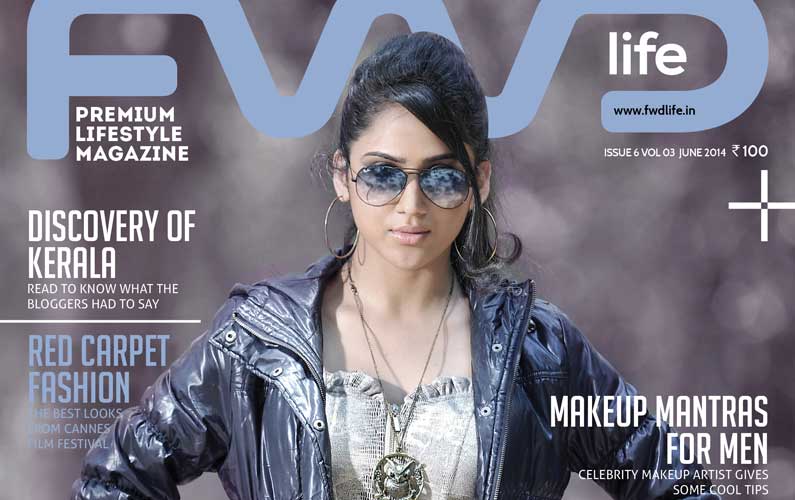 FWD
life
www.fwdlife.in
PREMIUM
LIFESTYLE
MAGAZINE
ISSUE 6 VOL 03 JUNE 2014 ₹ 100
DISCOVERY OF
KERALA
READ TO KNOW WHAT THE
BLOGGERS HAD TO SAY
RED CARPET
FASHION
THE BEST LOOKS
FROM CANNES
FILM FESTIVAL
MAKEUP MANTRAS
FOR MEN
CELEBRITY MAKEUP ARTIST GIVES
SOME COOL TIPS